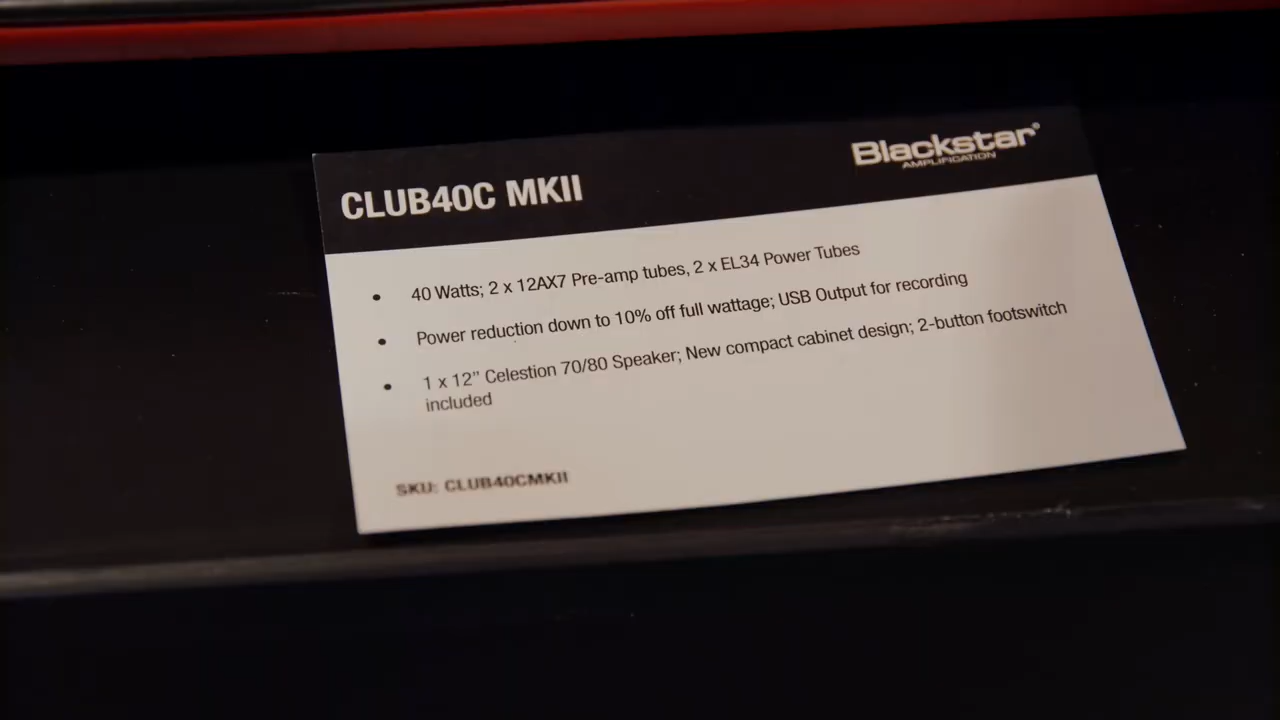 Blackstar®
AMPLIFICATION
CLUB40C MKII
• 40 Watts; 2 x 12AX7 Pre-amp tubes, 2 x EL34 Power Tubes
• Power reduction down to 10% off full wattage; USB Output for recording
• 1 x 12” Celestion 70/80 Speaker; New compact cabinet design; 2-button footswitch
included
SKU: CLUB40CMKII